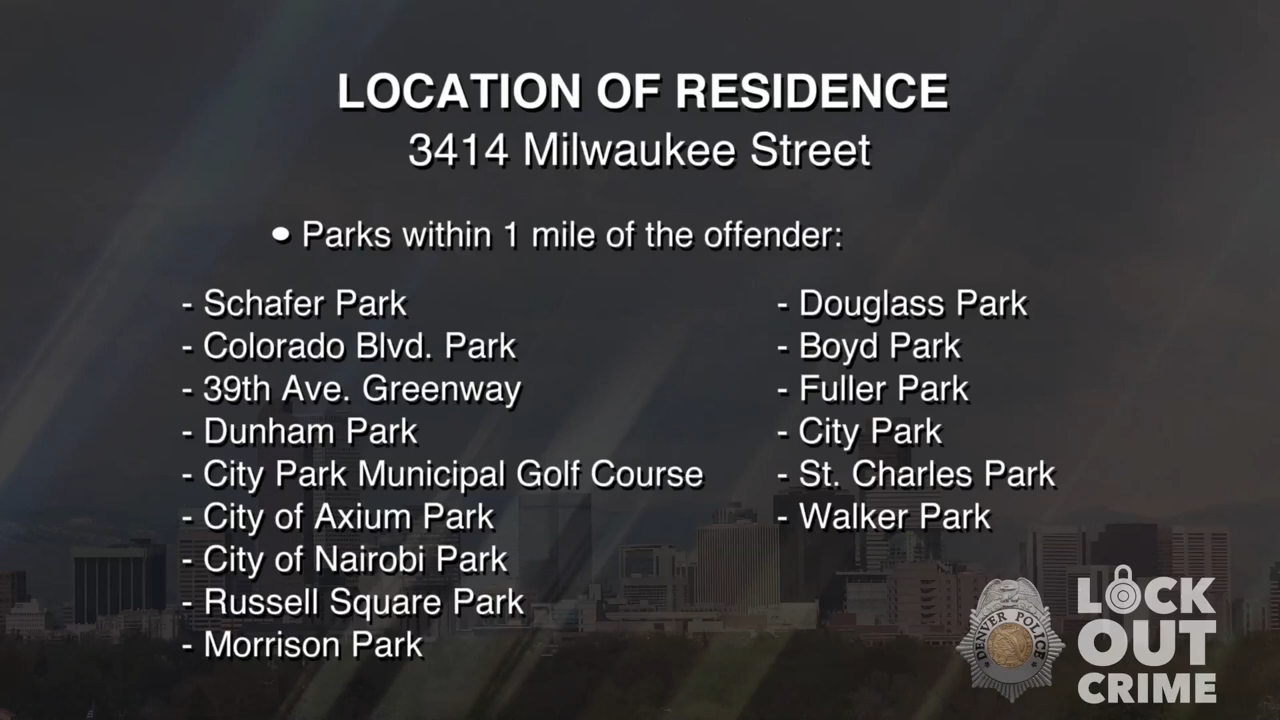 LOCATION OF RESIDENCE
3414 Milwaukee Street
• Parks within 1 mile of the offender:
- Schafer Park
- Colorado Blvd. Park
- 39th Ave. Greenway
- Dunham Park
- City Park Municipal Golf Course
- City of Axium Park
- City of Nairobi Park
- Russell Square Park
- Morrison Park
- Douglass Park
- Boyd Park
- Fuller Park
- City Park
- St. Charles Park
- Walker Park
DENVER POLICE
LOCK
OUT
CRIME